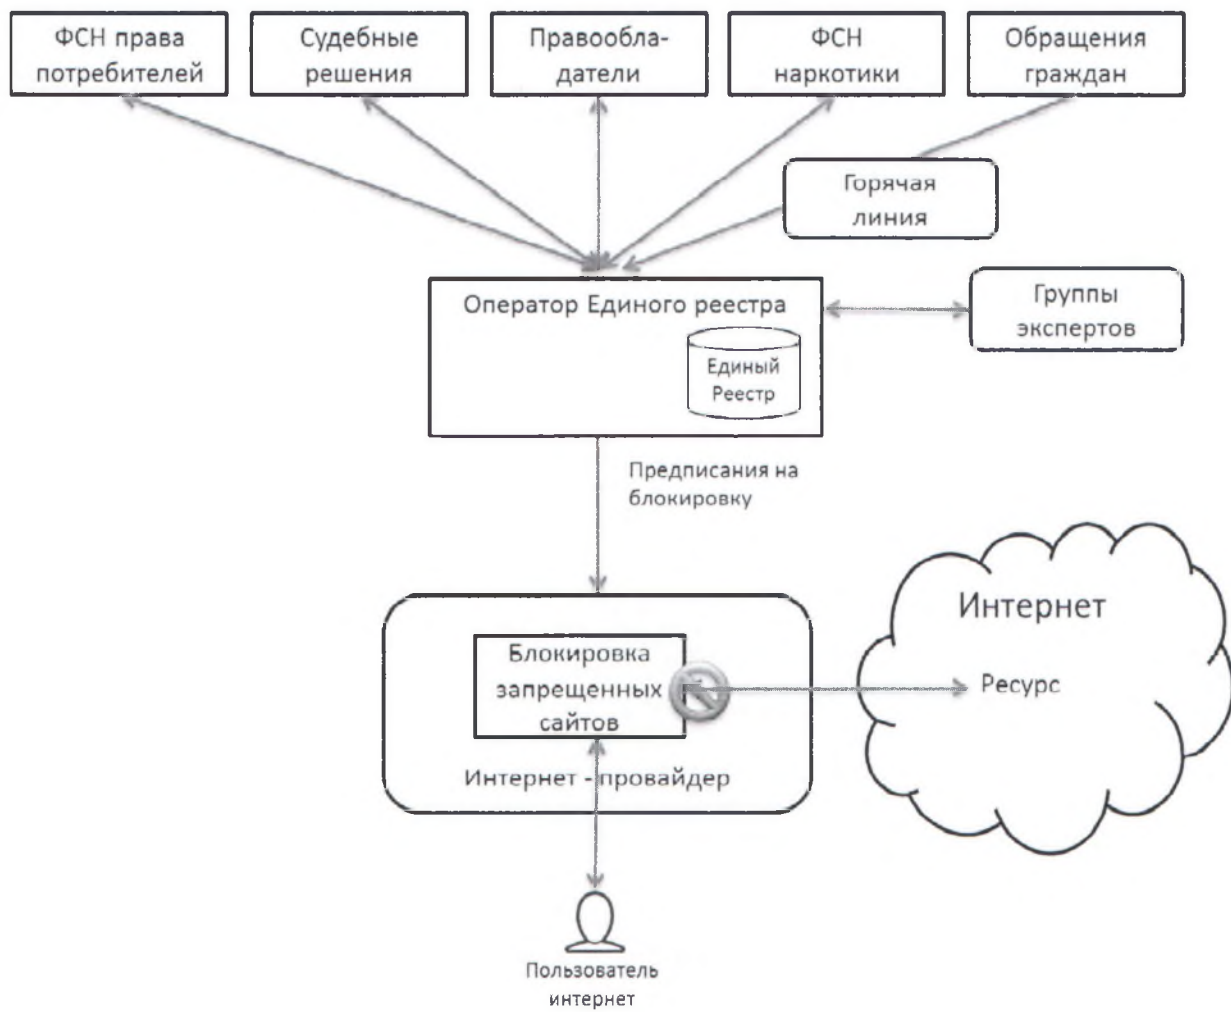 ФСН права
потребителей
Судебные
решения
Правообла-
датели
ФСН
наркотики
Обращения
граждан
Горячая
линия
Оператор Единого реестра
Единый
Реестр
Группы
экспертов
Предписания на
блокировку
Интернет
Ресурс
Блокировка
запрещенных
сайтов
Интернет - провайдер
Пользователь
интернет